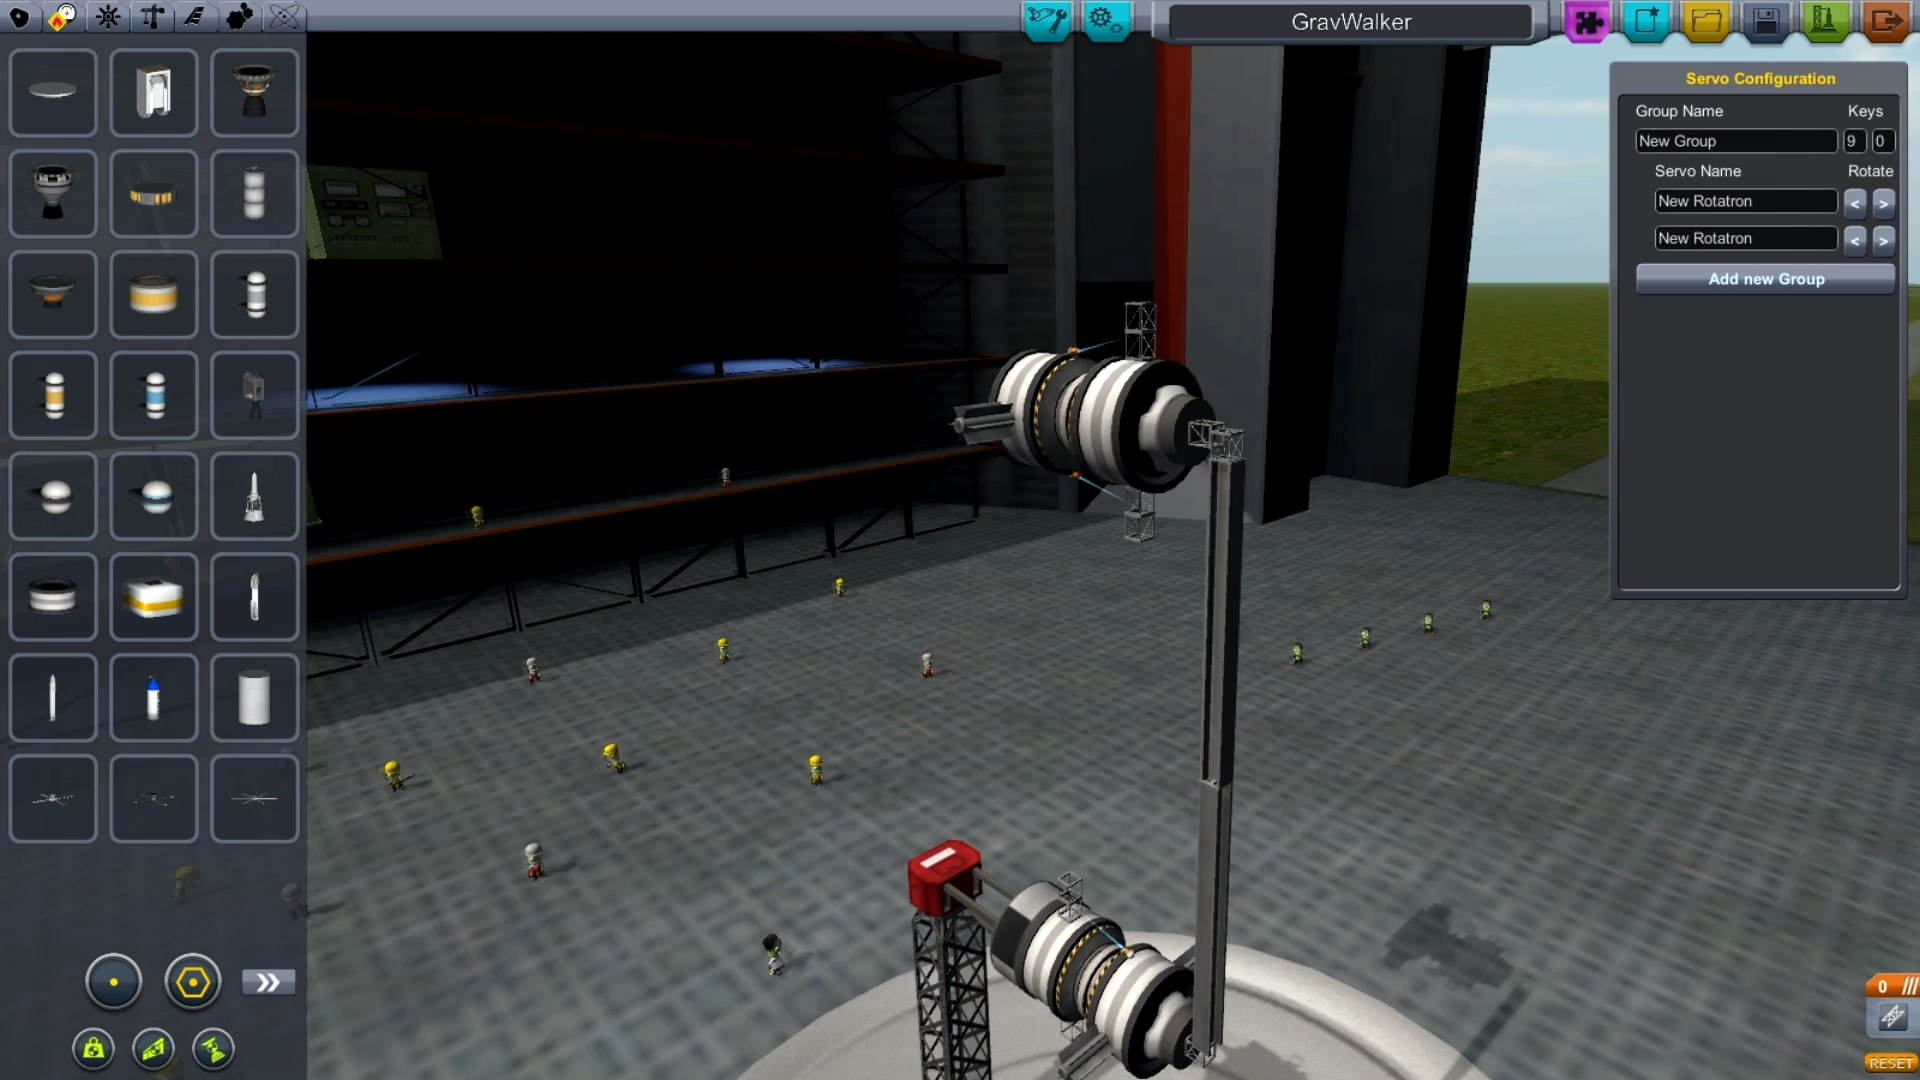 GravWalker
Servo Configuration
Group Name Keys
New Group 9 0
Servo Name Rotate
New Rotatron < >
New Rotatron < >
Add new Group
0
RESET